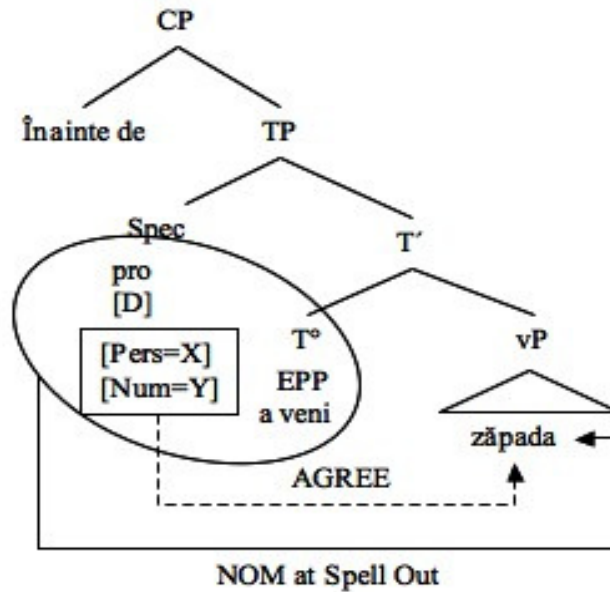 CP
Înainte de TP
Spec T´
pro
[D]
T° vP
[Pers=X]
[Num=Y]
EPP
a veni
zăpada
AGREE
NOM at Spell Out